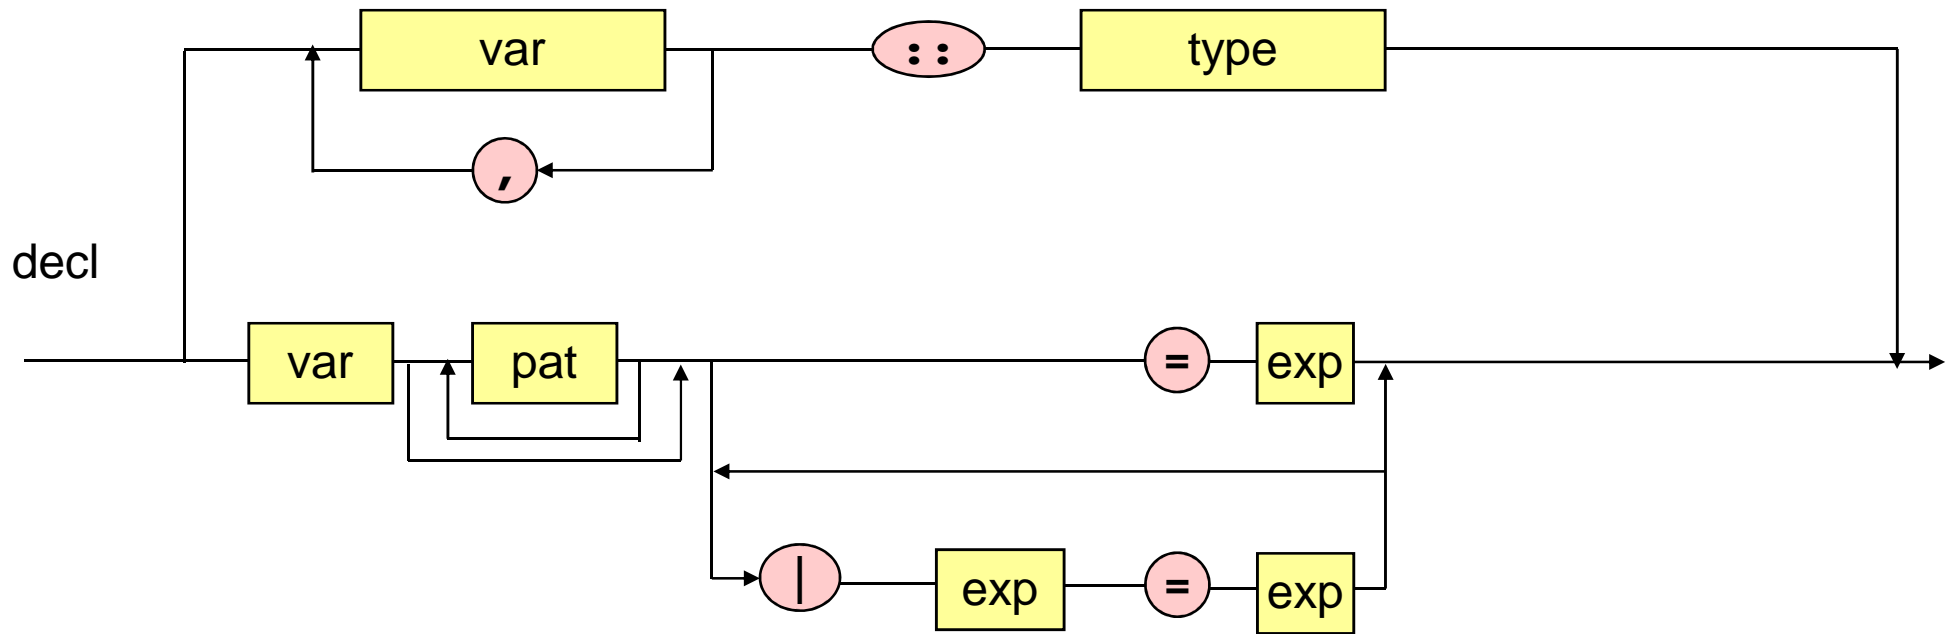 var :: type
,
decl
var pat = exp
| exp = exp